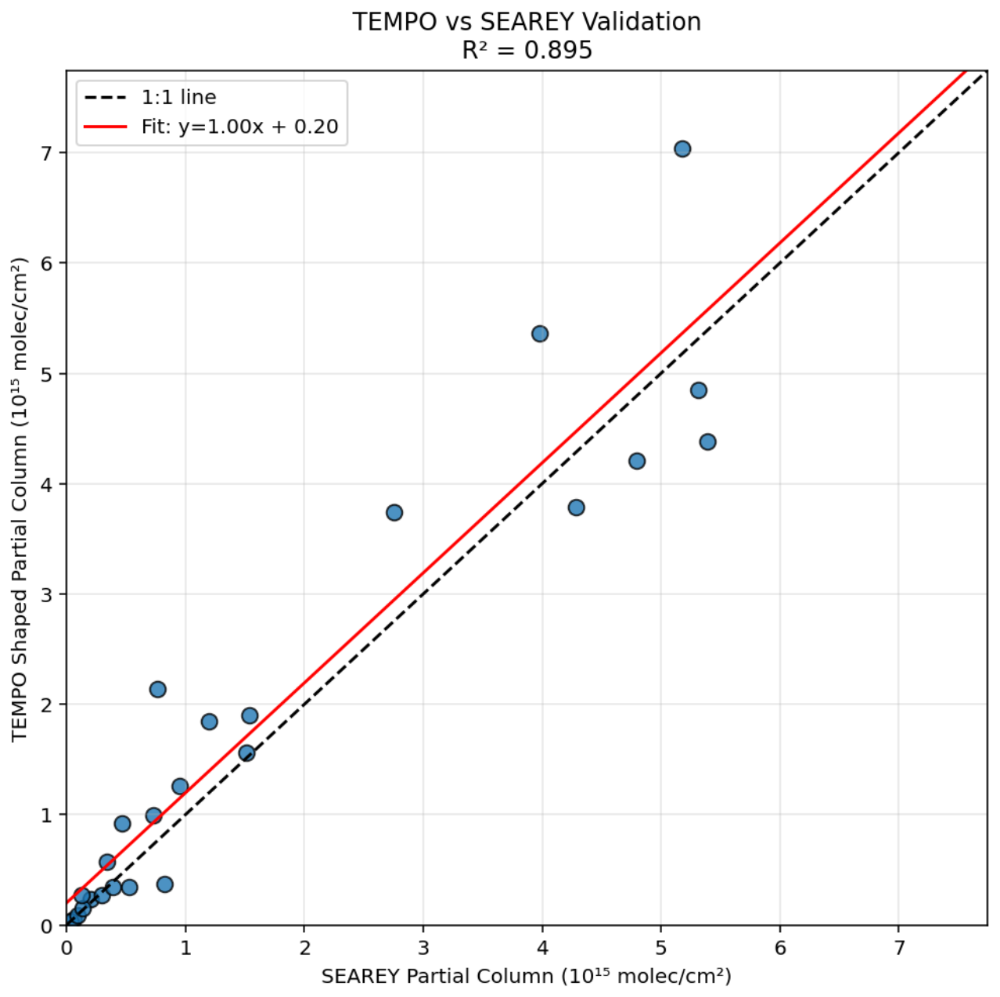 TEMPO vs SEAREY Validation
R² = 0.895
1:1 line
Fit: y=1.00x + 0.20
TEMPO Shaped Partial Column (10¹⁵ molec/cm²)
7
6
5
4
3
2
1
0
0 1 2 3 4 5 6 7
SEAREY Partial Column (10¹⁵ molec/cm²)